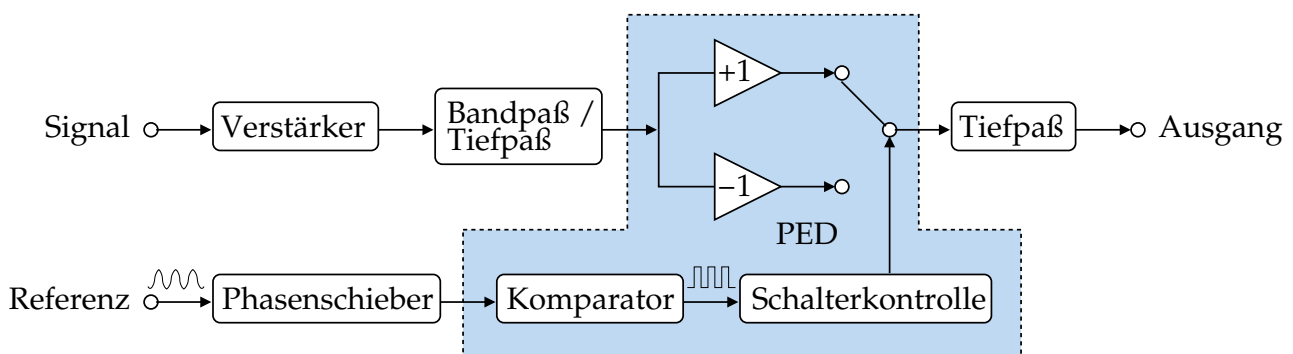 +1
Signal
Verstärker
Bandpaß /
Tiefpaß
Tiefpaß
Ausgang
−1
PED
Referenz
Phasenschieber
Komparator
Schalterkontrolle